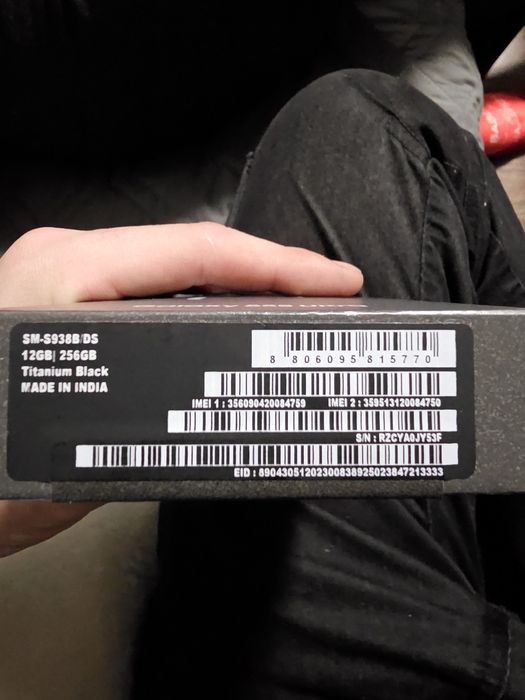 SM-S938B/DS
12GB| 256GB
Titanium Black
MADE IN INDIA
8 806095 815770
IMEI 1 : 356090420084759 IMEI 2 : 359513120084750
S/N : RZCYA0JY53F
EID : 89043051202300838925023847213333